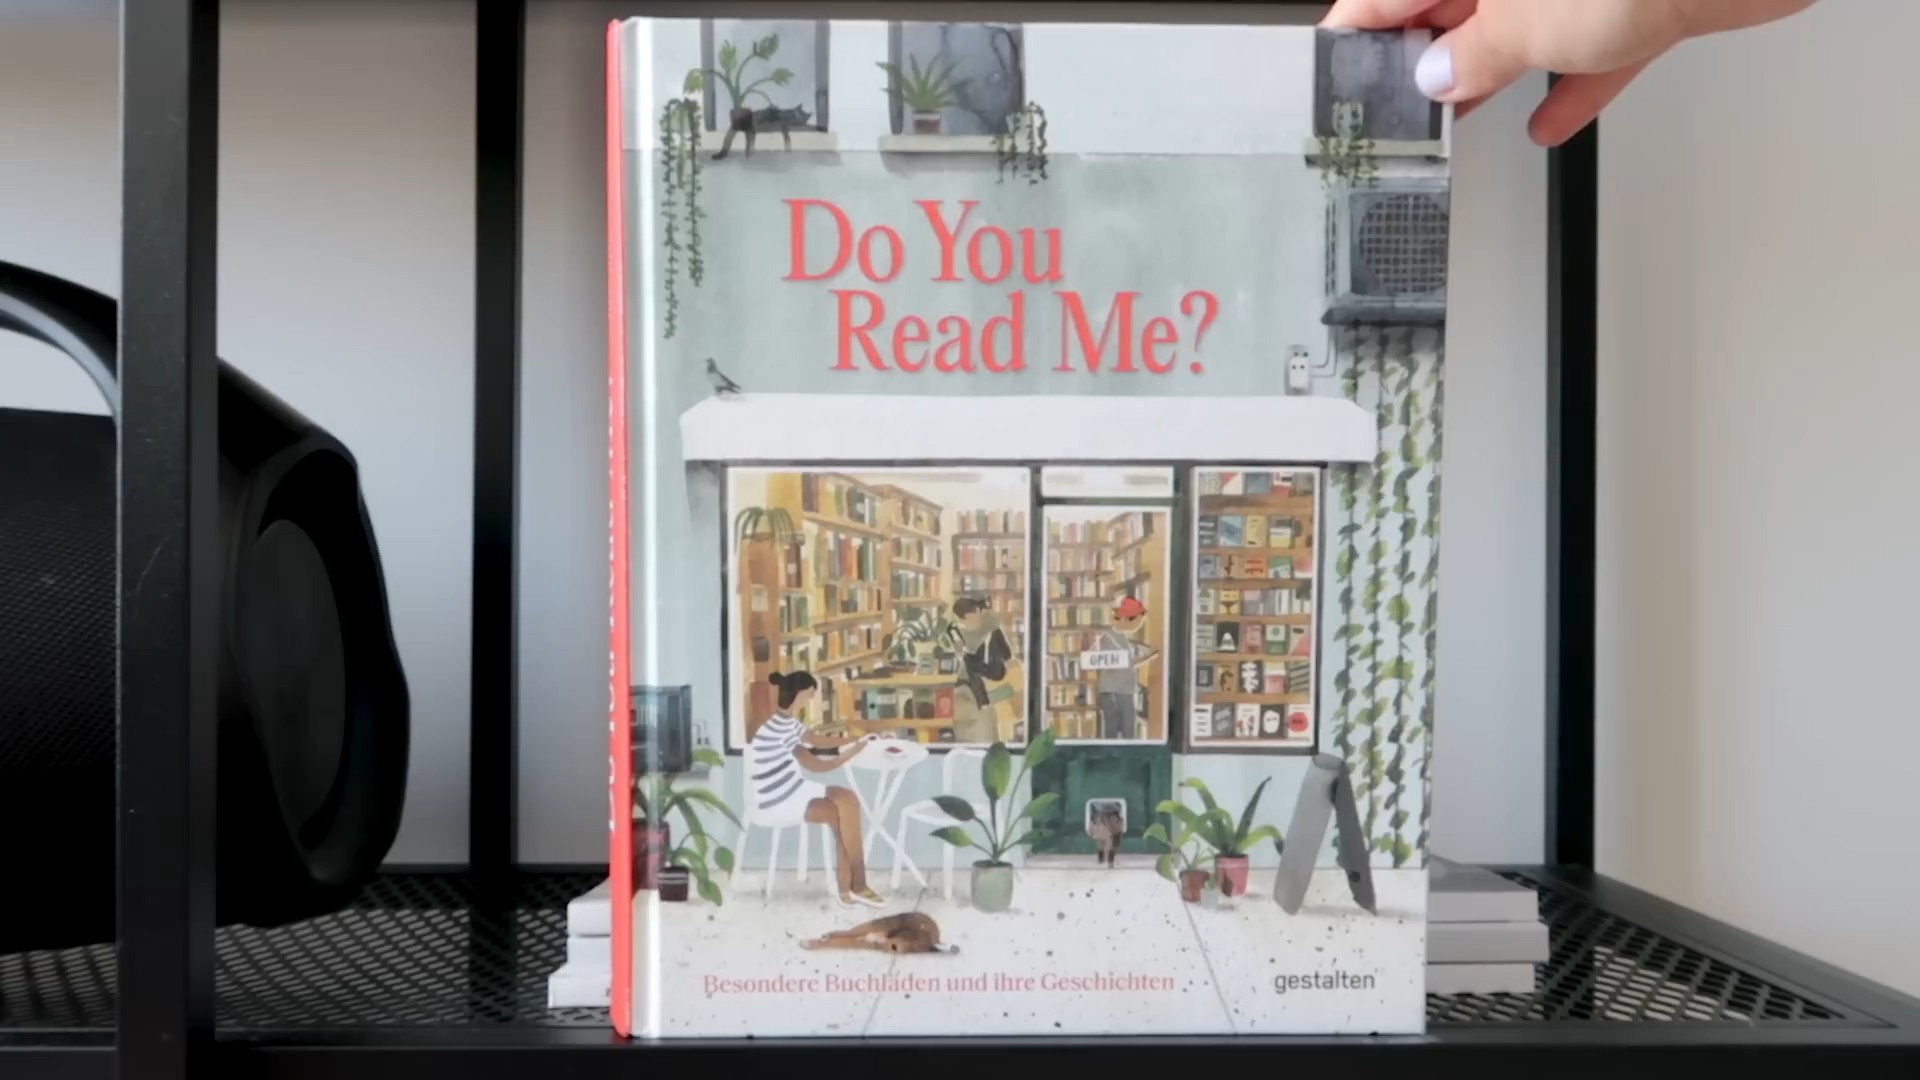 Do You
Read Me?
OPEN
Besondere Buchläden und ihre Geschichten
gestalten